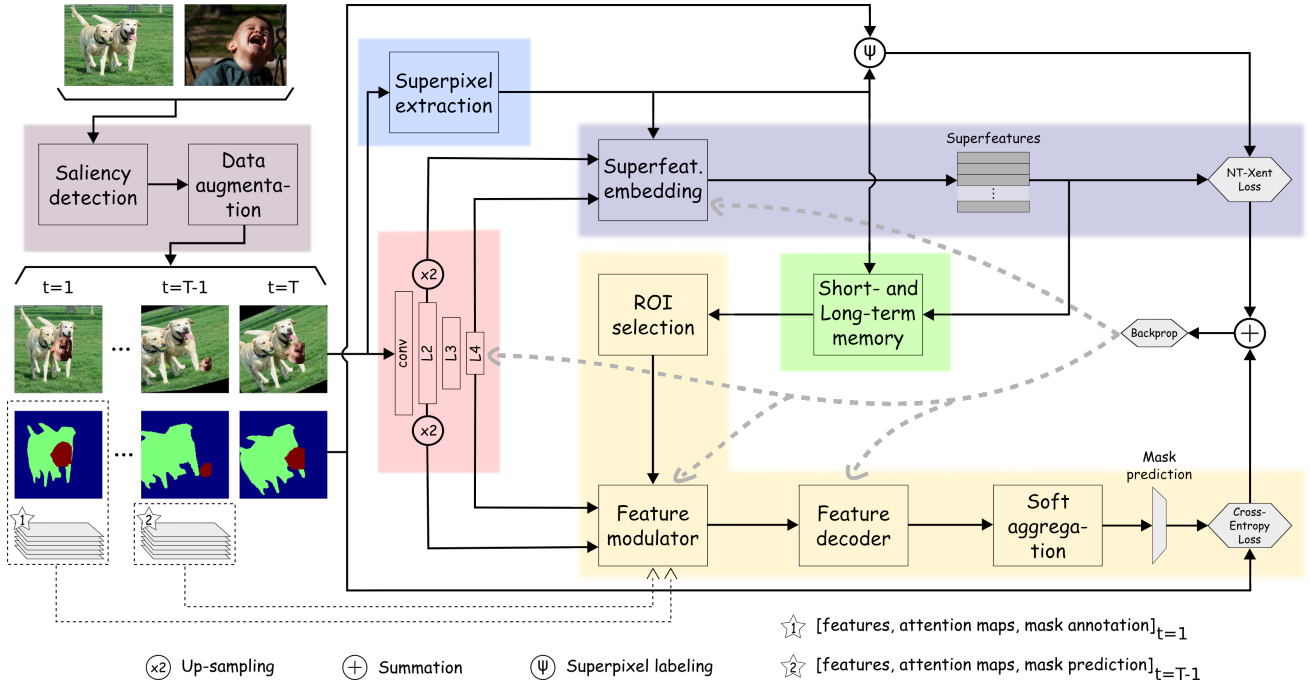 Superpixel
extraction
ψ
Saliency
detection
Data
augmenta-
tion
Superfeat.
embedding
Superfeatures
NT-Xent
Loss
t=1
t=T-1
t=T
...
...
x2
conv
L2
L3
L4
x2
ROI
selection
Short- and
Long-term
memory
Backprop
+
1
2
Feature
modulator
Feature
decoder
Soft
aggrega-
tion
Mask
prediction
Cross-
Entropy
Loss
x2 Up-sampling
+ Summation
ψ Superpixel labeling
1 [features, attention maps, mask annotation]t=1
2 [features, attention maps, mask prediction]t=T-1